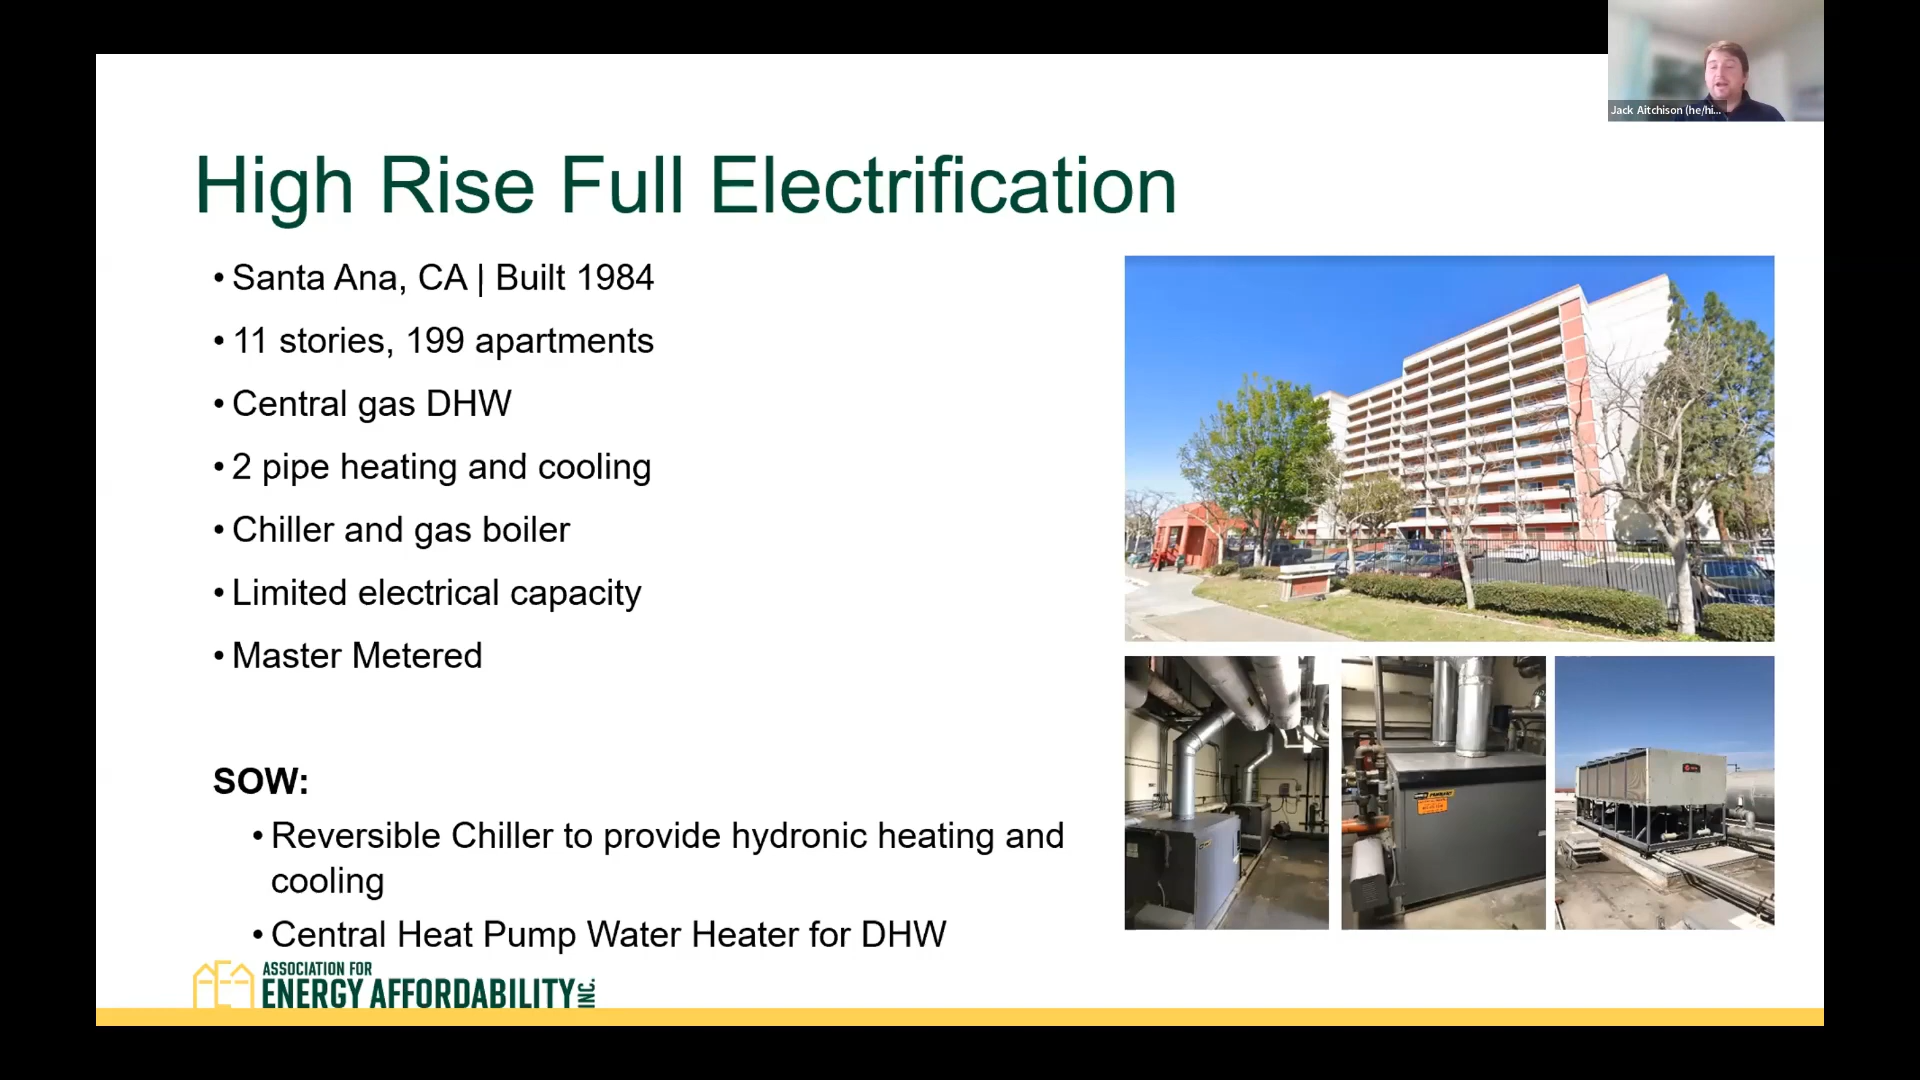 Jack Aitchison (he/hi...
High Rise Full Electrification
• Santa Ana, CA | Built 1984
• 11 stories, 199 apartments
• Central gas DHW
• 2 pipe heating and cooling
• Chiller and gas boiler
• Limited electrical capacity
• Master Metered
SOW:
• Reversible Chiller to provide hydronic heating and
cooling
• Central Heat Pump Water Heater for DHW
ASSOCIATION FOR
ENERGY AFFORDABILITY INC.